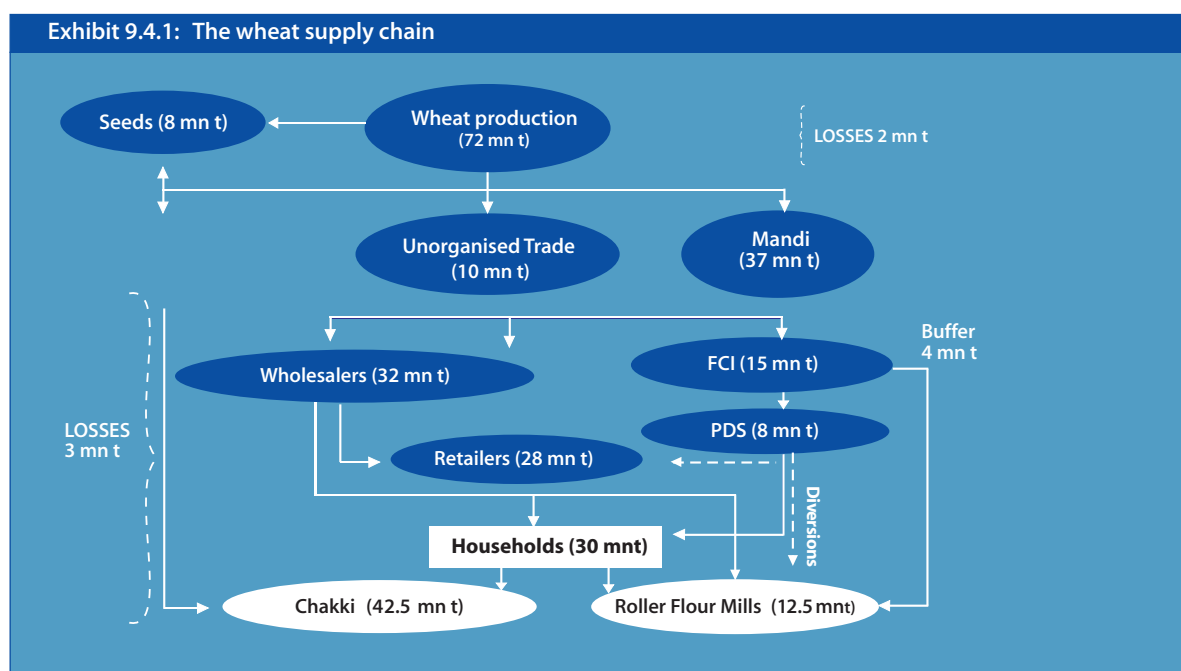 Exhibit 9.4.1: The wheat supply chain
Seeds (8 mn t)
Wheat production
(72 mn t)
LOSSES 2 mn t
Unorganised Trade
(10 mn t)
Mandi
(37 mn t)
Buffer
4 mn t
Wholesalers (32 mn t)
FCI (15 mn t)
PDS (8 mn t)
LOSSES
3 mn t
Retailers (28 mn t)
Diversions
Households (30 mnt)
Chakki (42.5 mn t)
Roller Flour Mills (12.5 mnt)